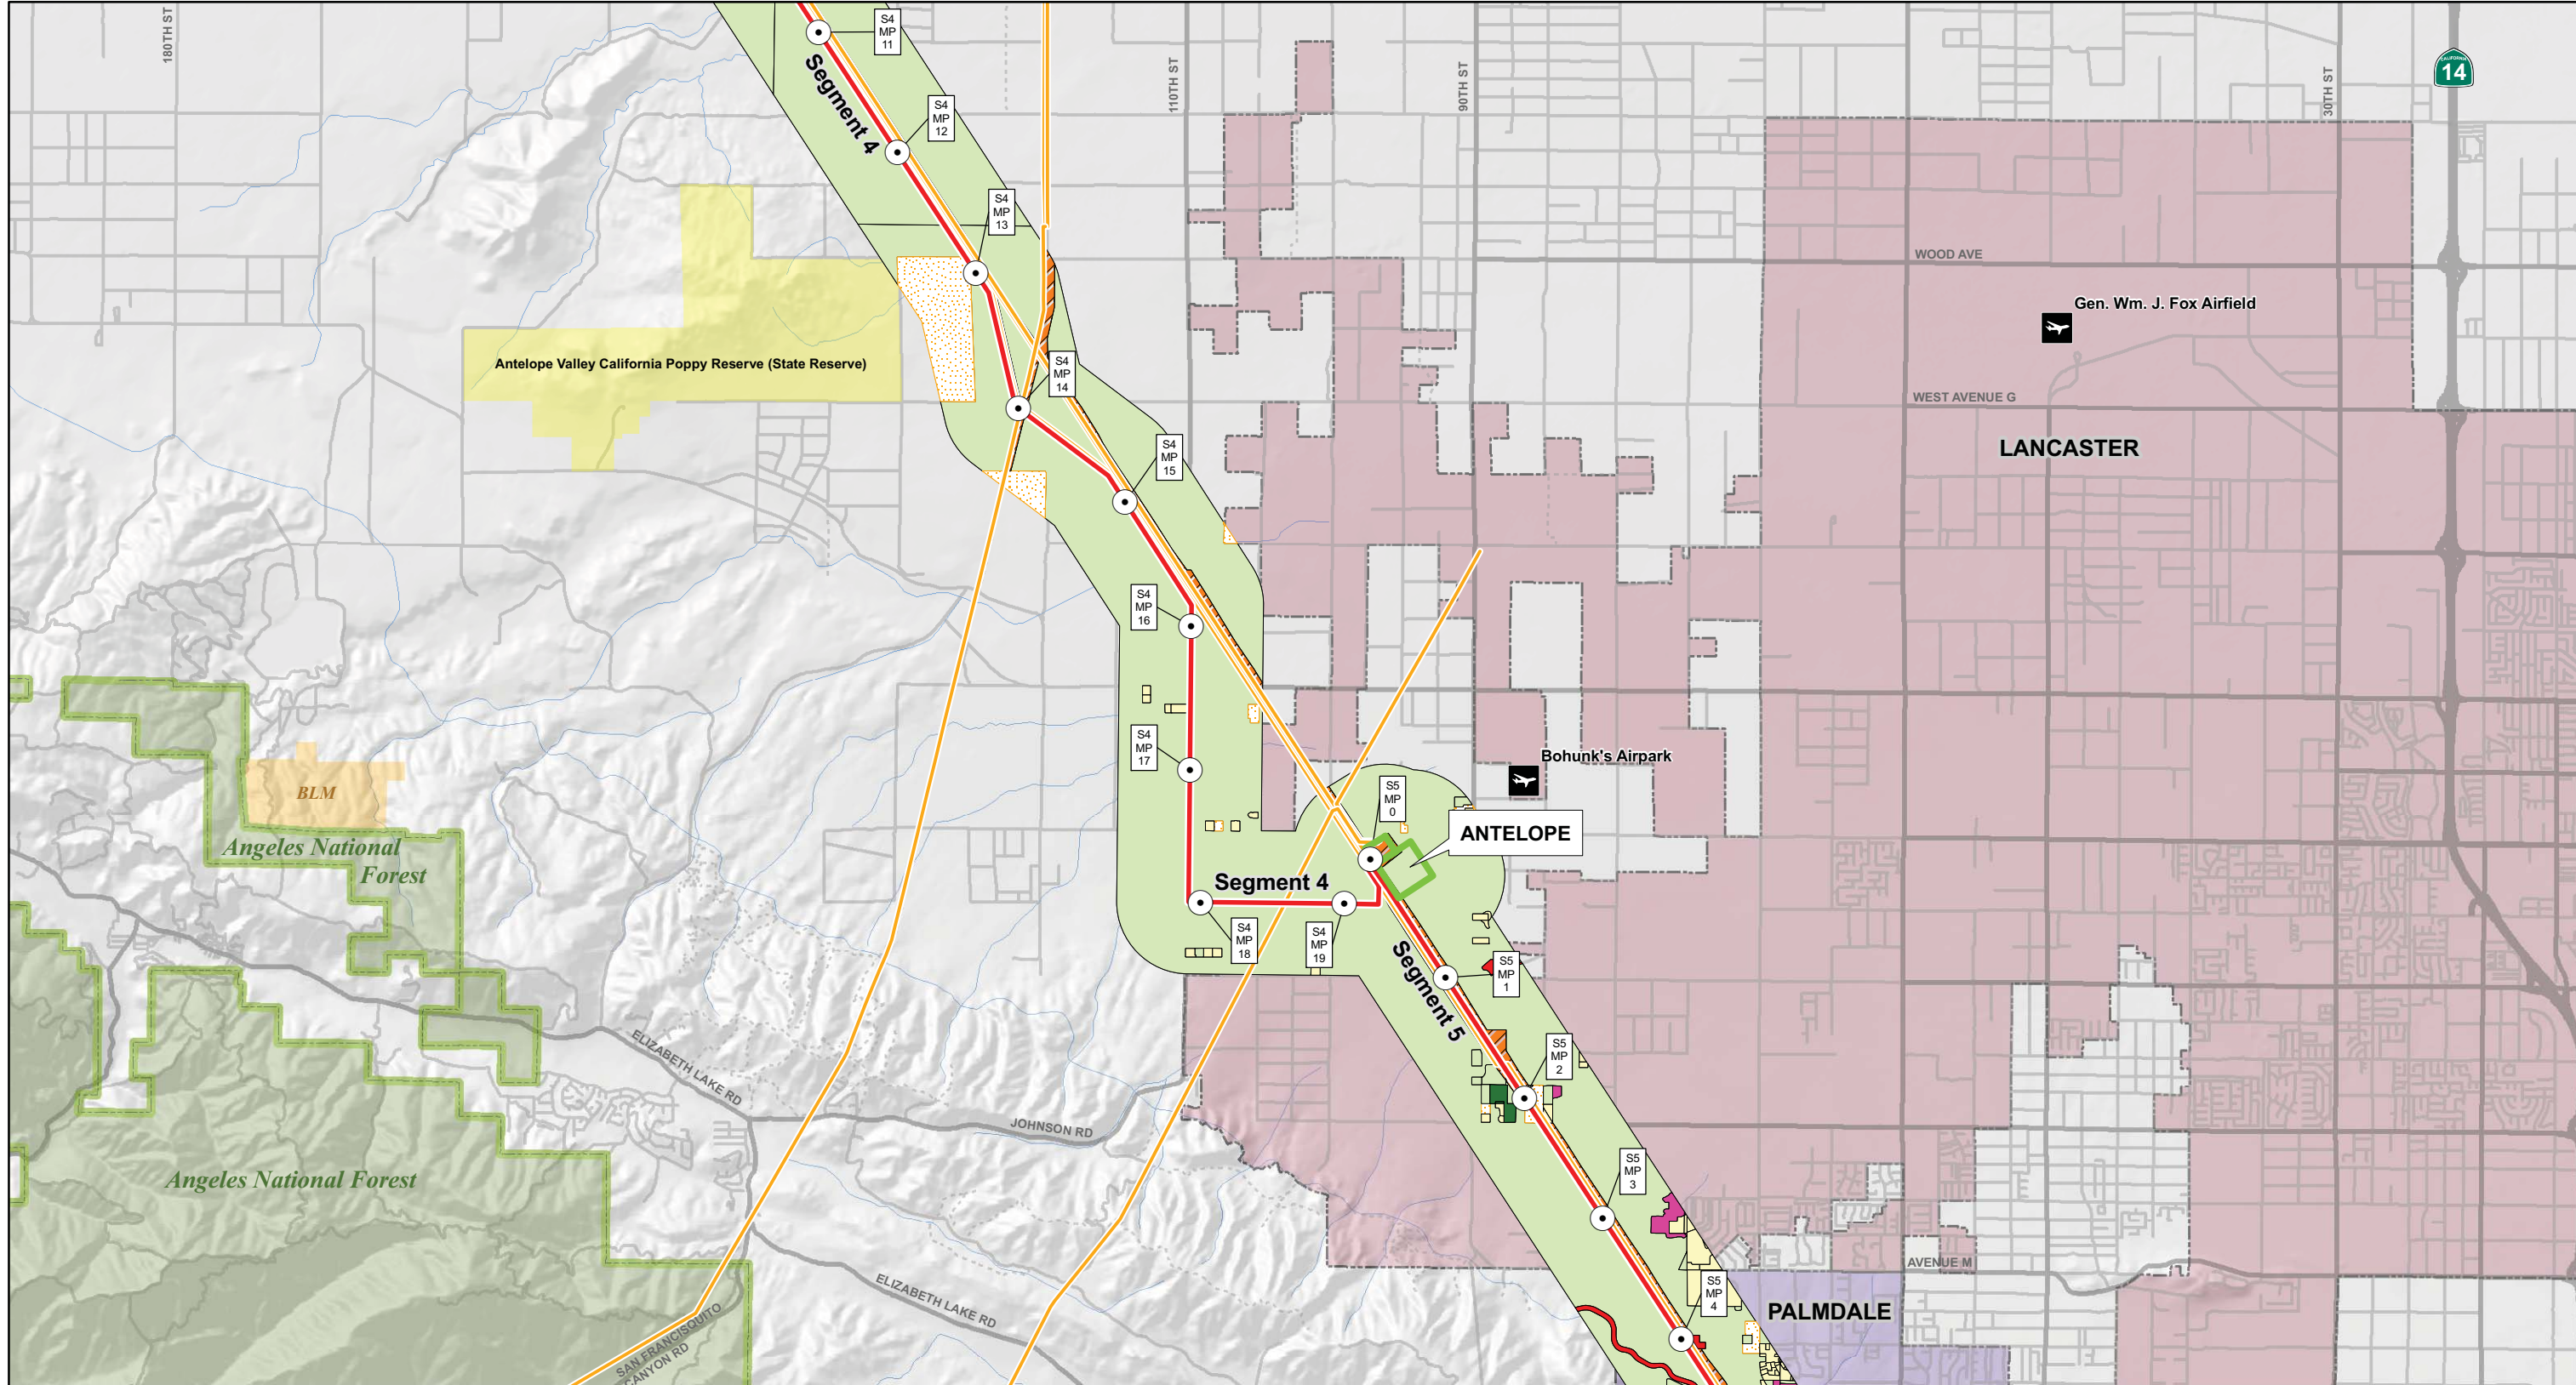 180TH ST
S4
MP
11
Segment 4
S4
MP
12
110TH ST
90TH ST
30TH ST
CALIFORNIA
14
S4
MP
13
WOOD AVE
Gen. Wm. J. Fox Airfield
Antelope Valley California Poppy Reserve (State Reserve)
S4
MP
14
WEST AVENUE G
LANCASTER
S4
MP
15
S4
MP
16
S4
MP
17
Bohunk's Airpark
BLM
S5
MP
0
ANTELOPE
Angeles National
Forest
Segment 4
S4
MP
18
S4
MP
19
Segment 5
S5
MP
1
S5
MP
2
ELIZABETH LAKE RD
JOHNSON RD
S5
MP
3
Angeles National Forest
AVENUE M
S5
MP
4
PALMDALE
ELIZABETH LAKE RD
SAN FRANCISQUITO
CANYON RD